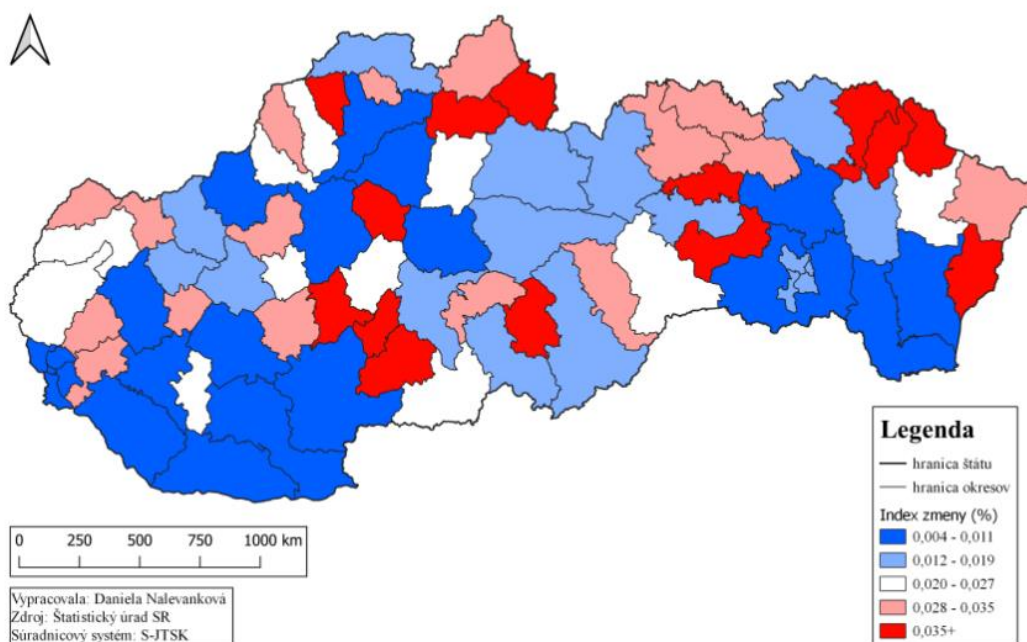 Legenda
hranica štátu
hranica okresov
Index zmeny (%)
0,004 - 0,011
0,012 - 0,019
0,020 - 0,027
0,028 - 0,035
0,035+
0 250 500 750 1000 km
Vypracovala: Daniela Nalevanková
Zdroj: Štatistický úrad SR
Súradnicový systém: S-JTSK